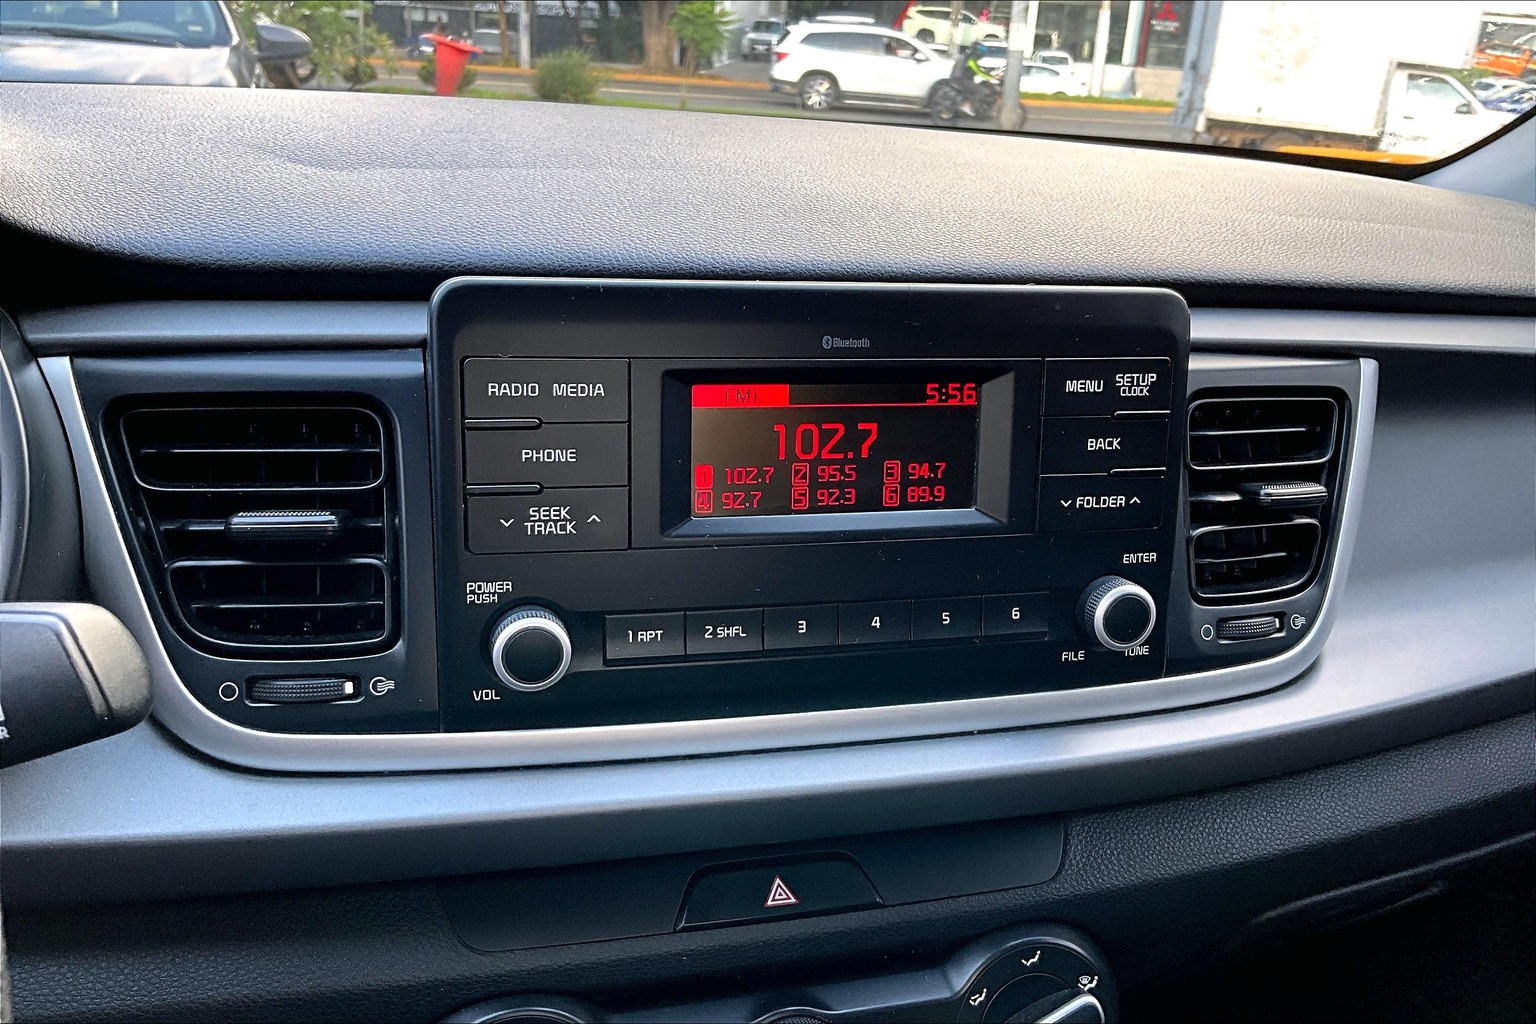 Bluetooth
RADIO MEDIA
PHONE
SEEK
TRACK
FM1
5:56
102.7
1 102.7 2 95.5 3 94.7
4 92.7 5 92.3 6 89.9
MENU SETUP
CLOCK
BACK
FOLDER
POWER
PUSH
VOL
1 RPT 2 SHFL 3 4 5 6
ENTER
FILE TUNE